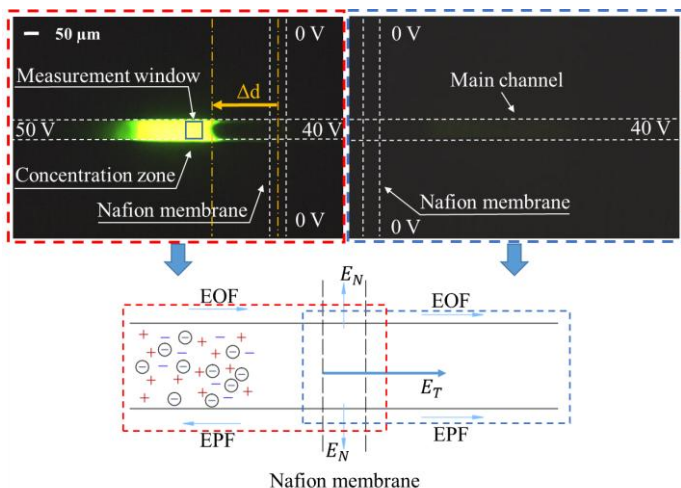 50 µm
0 V
Measurement window
Δd
50 V
40 V
Concentration zone
Nafion membrane
0 V
0 V
Main channel
40 V
Nafion membrane
0 V
E_N
EOF
EOF
E_T
EPF
E_N
EPF
Nafion membrane